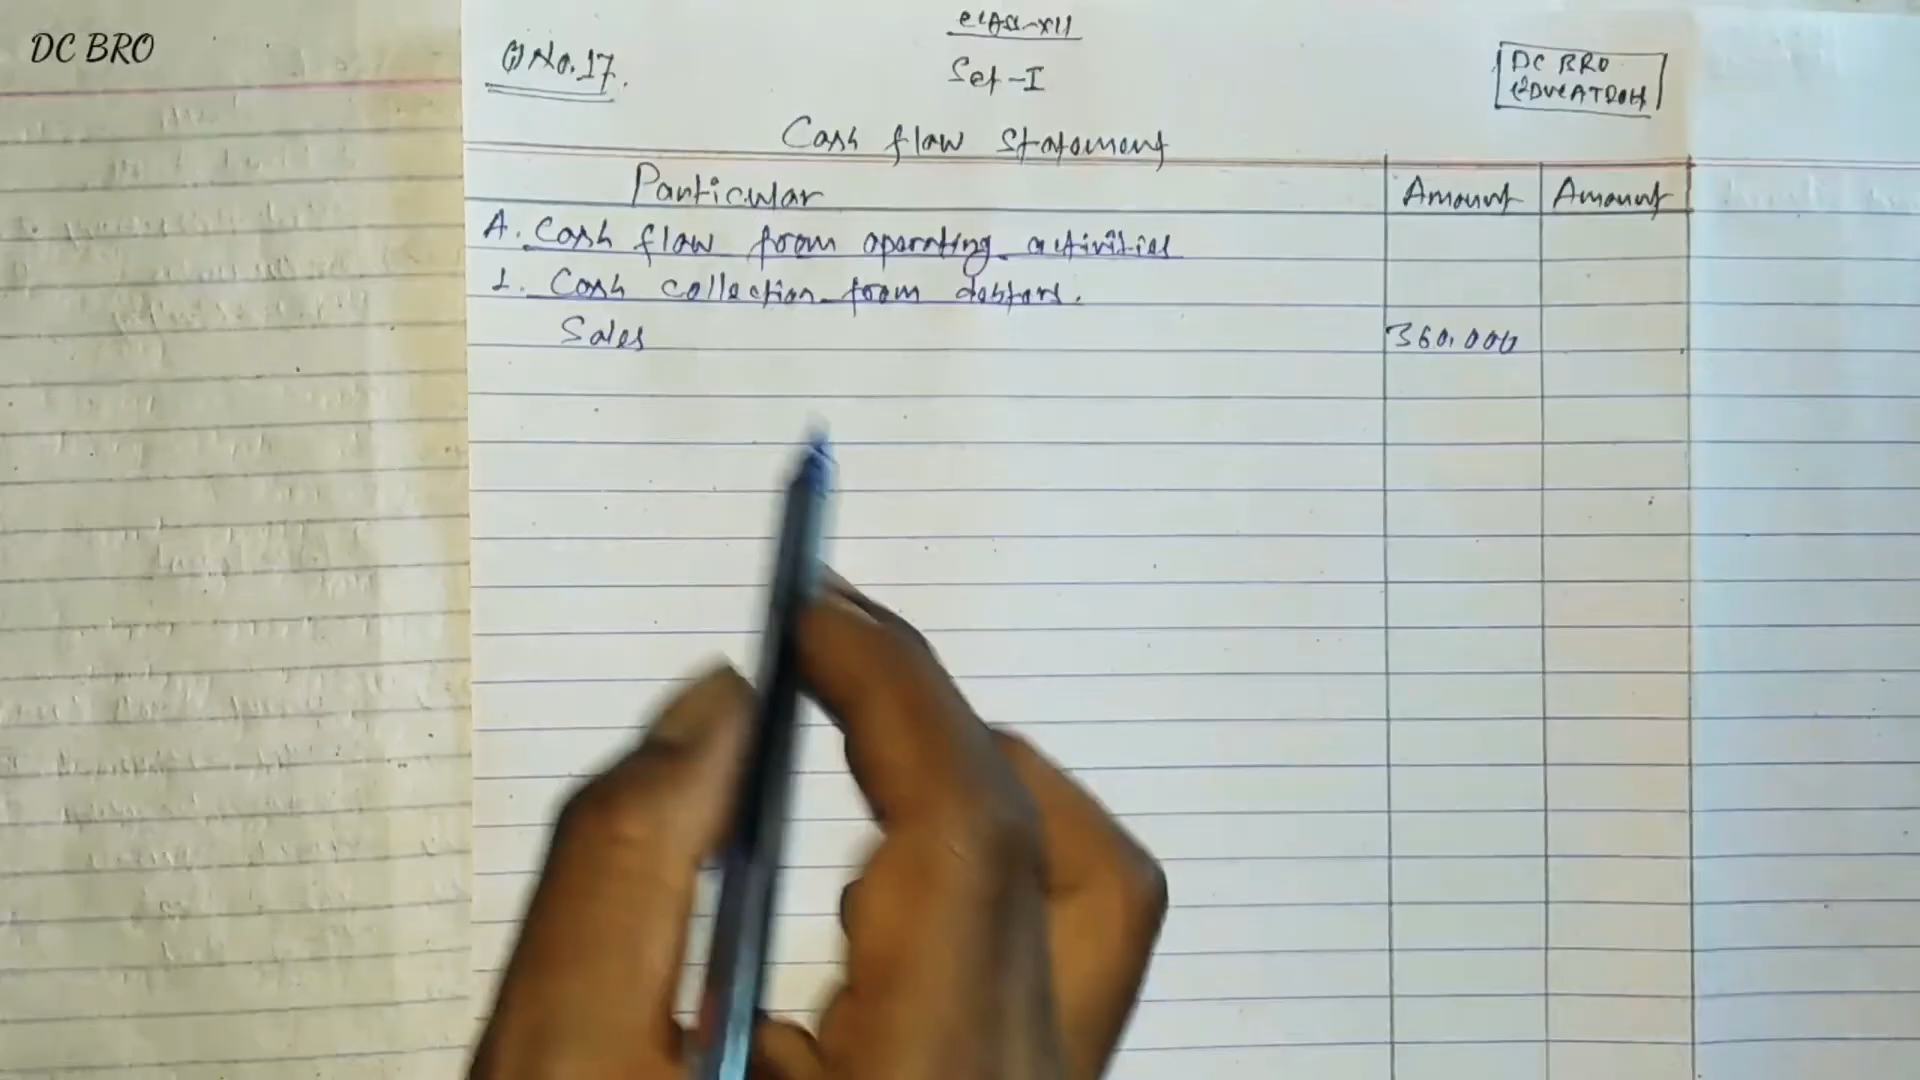 DC BRO
CLASS-XII
Q No. 17.
Set-I
DC BRO
EDUCATION
Cash flow Statement
Particular Amount Amount
A. Cash flow from operating activities
1. Cash collection from debtors.
Sales 360,000